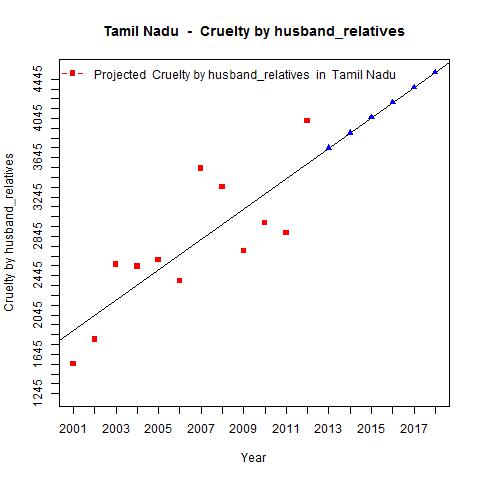 Tamil Nadu - Cruelty by husband_relatives
Projected Cruelty by husband_relatives in Tamil Nadu
Cruelty by husband_relatives
4445
4045
3645
3245
2845
2445
2045
1645
1245
2001 2003 2005 2007 2009 2011 2013 2015 2017
Year